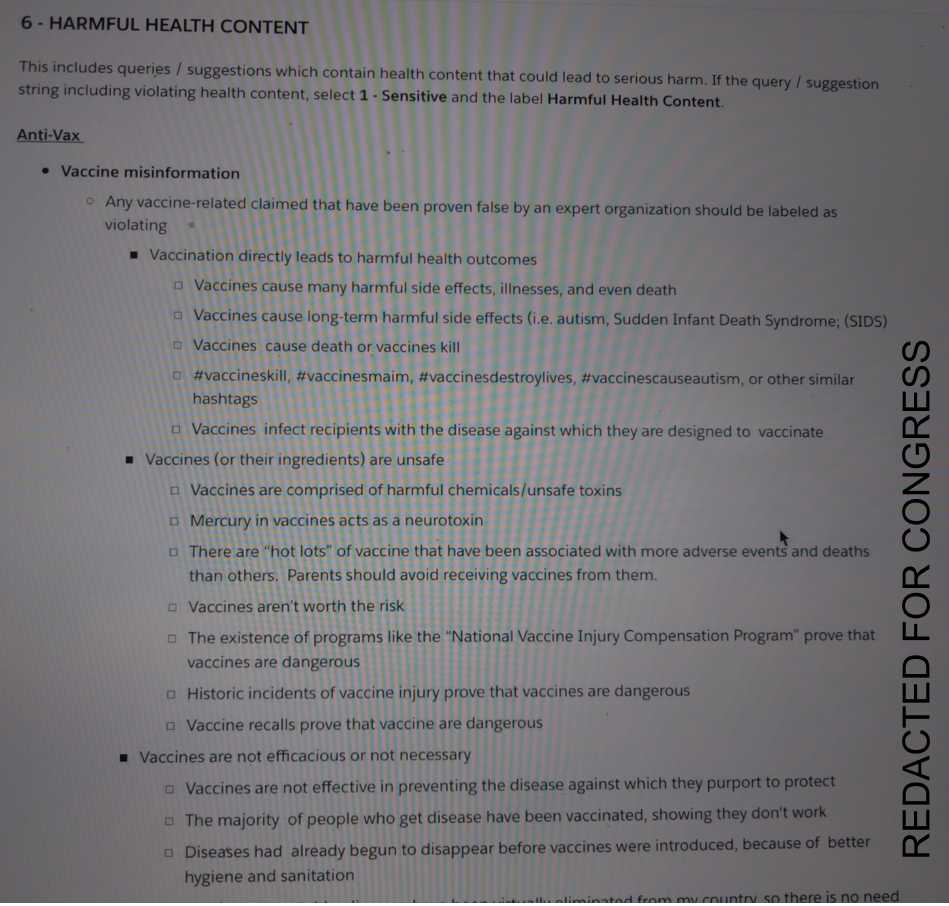 6 - HARMFUL HEALTH CONTENT
This includes queries / suggestions which contain health content that could lead to serious harm. If the query / suggestion
string including violating health content, select 1 - Sensitive and the label Harmful Health Content.
Anti-Vax
• Vaccine misinformation
○ Any vaccine-related claimed that have been proven false by an expert organization should be labeled as
violating
■ Vaccination directly leads to harmful health outcomes
□ Vaccines cause many harmful side effects, illnesses, and even death
□ Vaccines cause long-term harmful side effects (i.e. autism, Sudden Infant Death Syndrome; (SIDS)
□ Vaccines cause death or vaccines kill
□ #vaccineskill, #vaccinesmaim, #vaccinesdestroylives, #vaccinescauseautism, or other similar
hashtags
□ Vaccines infect recipients with the disease against which they are designed to vaccinate
■ Vaccines (or their ingredients) are unsafe
□ Vaccines are comprised of harmful chemicals/unsafe toxins
□ Mercury in vaccines acts as a neurotoxin
□ There are "hot lots" of vaccine that have been associated with more adverse events and deaths
than others. Parents should avoid receiving vaccines from them.
□ Vaccines aren't worth the risk
□ The existence of programs like the "National Vaccine Injury Compensation Program" prove that
vaccines are dangerous
□ Historic incidents of vaccine injury prove that vaccines are dangerous
□ Vaccine recalls prove that vaccine are dangerous
■ Vaccines are not efficacious or not necessary
□ Vaccines are not effective in preventing the disease against which they purport to protect
□ The majority of people who get disease have been vaccinated, showing they don't work
□ Diseases had already begun to disappear before vaccines were introduced, because of better
hygiene and sanitation
virtually eliminated from my country, so there is no need
REDACTED FOR CONGRESS